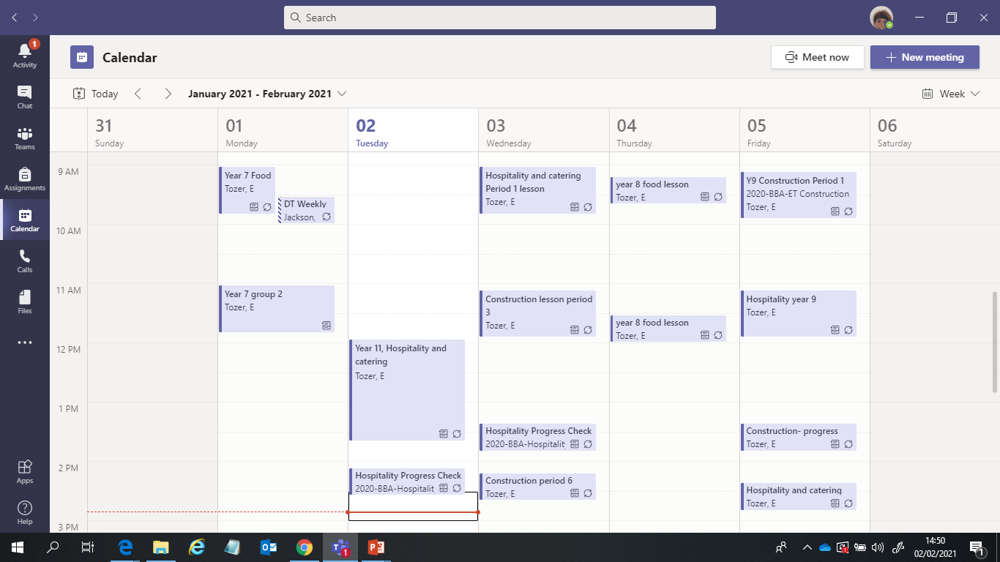 Search
1
Activity
Chat
Teams
Assignments
Calendar
Calls
Files
Apps
Help
Calendar
Meet now
New meeting
Today
January 2021 - February 2021
Week
31
Sunday
01
Monday
02
Tuesday
03
Wednesday
04
Thursday
05
Friday
06
Saturday
9 AM
10 AM
11 AM
12 PM
1 PM
2 PM
3 PM
Year 7 Food
Tozer, E
DT Weekly
Jackson,
Year 7 group 2
Tozer, E
Year 11, Hospitality and
catering
Tozer, E
Hospitality Progress Check
2020-BBA-Hospitalit
Hospitality and catering
Period 1 lesson
Tozer, E
Construction lesson period
3
Tozer, E
Hospitality Progress Check
2020-BBA-Hospitality
Construction period 6
Tozer, E
year 8 food lesson
Tozer, E
year 8 food lesson
Tozer, E
Y9 Construction Period 1
2020-BBA-ET Construction
Tozer, E
Hospitality year 9
Tozer, E
Construction- progress
Tozer, E
Hospitality and catering
Tozer, E
1
14:50
02/02/2021
1